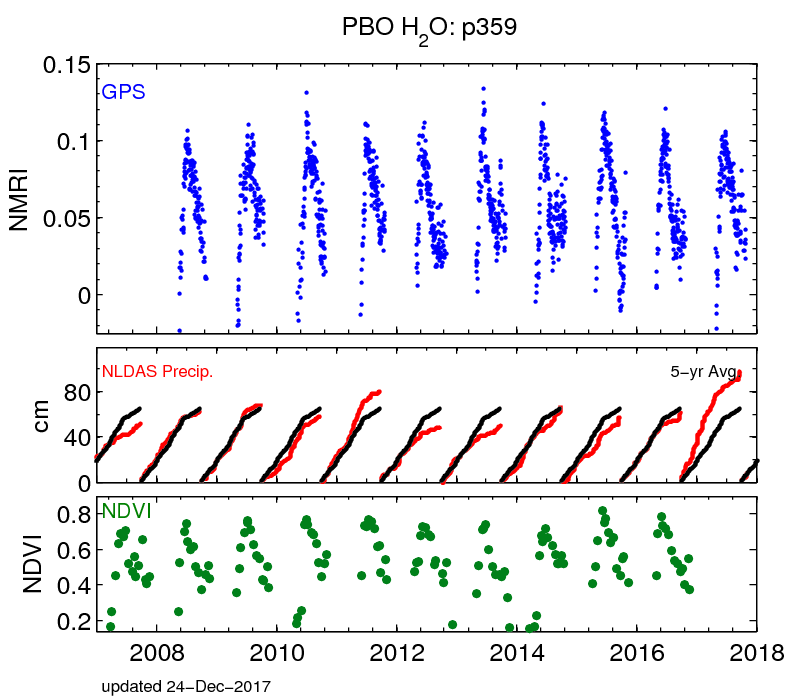 PBO H2O: p359
0.15
GPS
0.1
NMRI
0.05
0
NLDAS Precip.
5-yr Avg.
80
cm
40
0
NDVI
0.8
NDVI
0.6
0.4
0.2
2008 2010 2012 2014 2016 2018
updated 24-Dec-2017